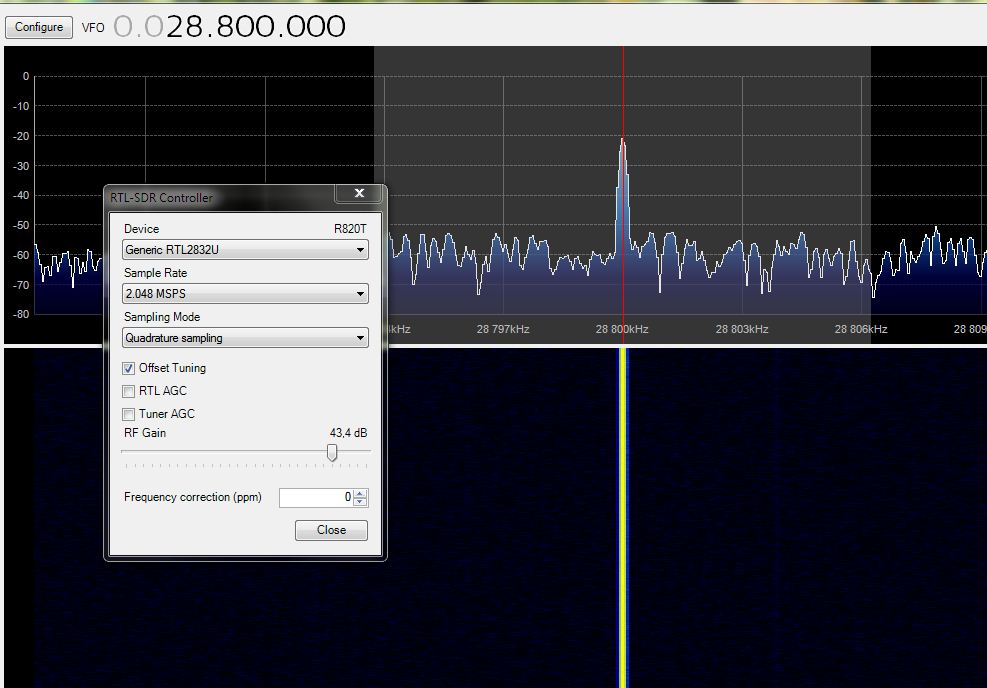 Configure VFO 0.028.800.000
0
-10
-20
-30
-40
-50
-60
-70
-80
kHz 28 797kHz 28 800kHz 28 803kHz 28 806kHz 28 809
RTL-SDR Controller
Device R820T
Generic RTL2832U
Sample Rate
2.048 MSPS
Sampling Mode
Quadrature sampling
Offset Tuning
RTL AGC
Tuner AGC
RF Gain 43,4 dB
Frequency correction (ppm) 0
Close